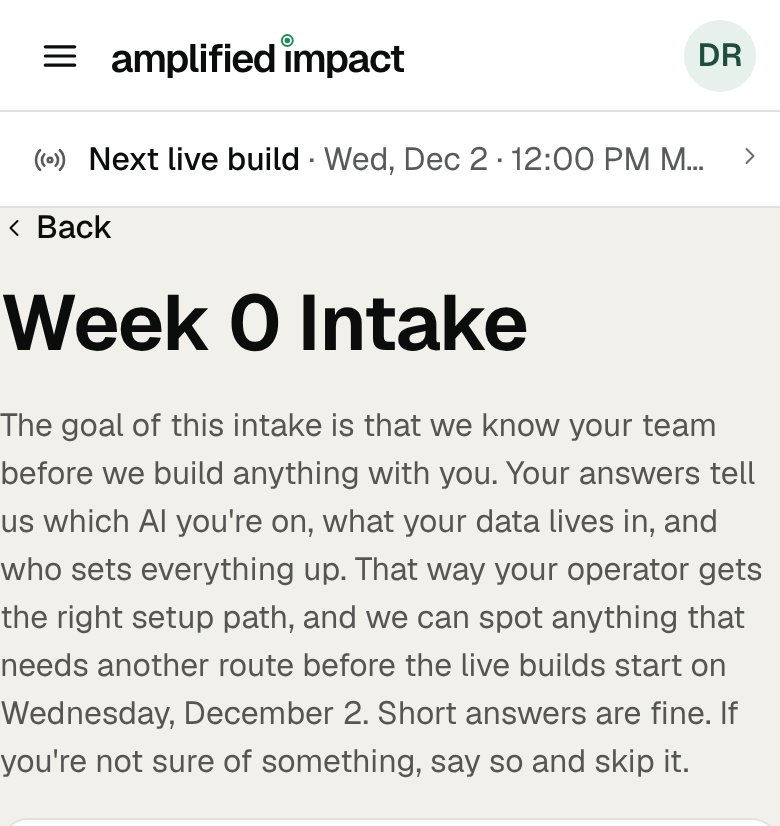 amplified impact
DR
Next live build · Wed, Dec 2 · 12:00 PM M...
Back
Week 0 Intake
The goal of this intake is that we know your team
before we build anything with you. Your answers tell
us which AI you're on, what your data lives in, and
who sets everything up. That way your operator gets
the right setup path, and we can spot anything that
needs another route before the live builds start on
Wednesday, December 2. Short answers are fine. If
you're not sure of something, say so and skip it.